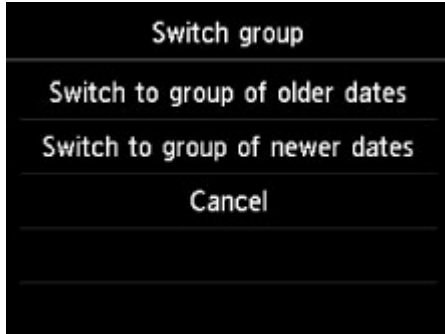 Switch group
Switch to group of older dates
Switch to group of newer dates
Cancel